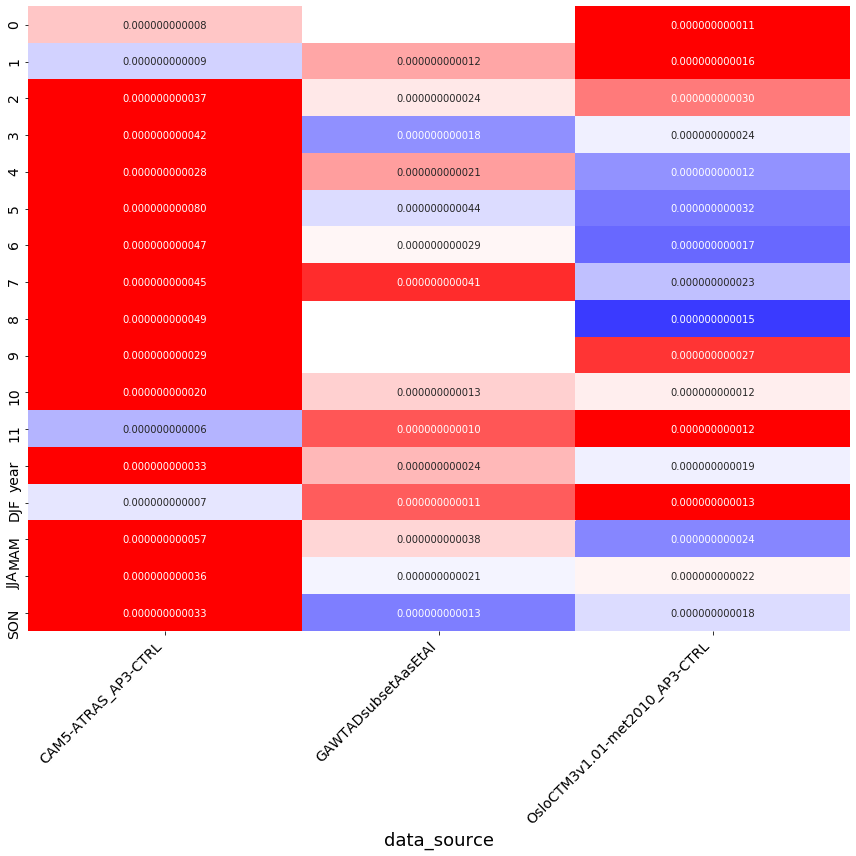 0 0.000000000008 0.000000000011
1 0.000000000009 0.000000000012 0.000000000016
2 0.000000000037 0.000000000024 0.000000000030
3 0.000000000042 0.000000000018 0.000000000024
4 0.000000000028 0.000000000021 0.000000000012
5 0.000000000080 0.000000000044 0.000000000032
6 0.000000000047 0.000000000029 0.000000000017
7 0.000000000045 0.000000000041 0.000000000023
8 0.000000000049 0.000000000015
9 0.000000000029 0.000000000027
10 0.000000000020 0.000000000013 0.000000000012
11 0.000000000006 0.000000000010 0.000000000012
year 0.000000000033 0.000000000024 0.000000000019
DJF 0.000000000007 0.000000000011 0.000000000013
MAM 0.000000000057 0.000000000038 0.000000000024
JJA 0.000000000036 0.000000000021 0.000000000022
SON 0.000000000033 0.000000000013 0.000000000018
CAM5-ATRAS_AP3-CTRL
GAWTADsubsetAasEtAl
OsloCTM3v1.01-met2010_AP3-CTRL
data_source